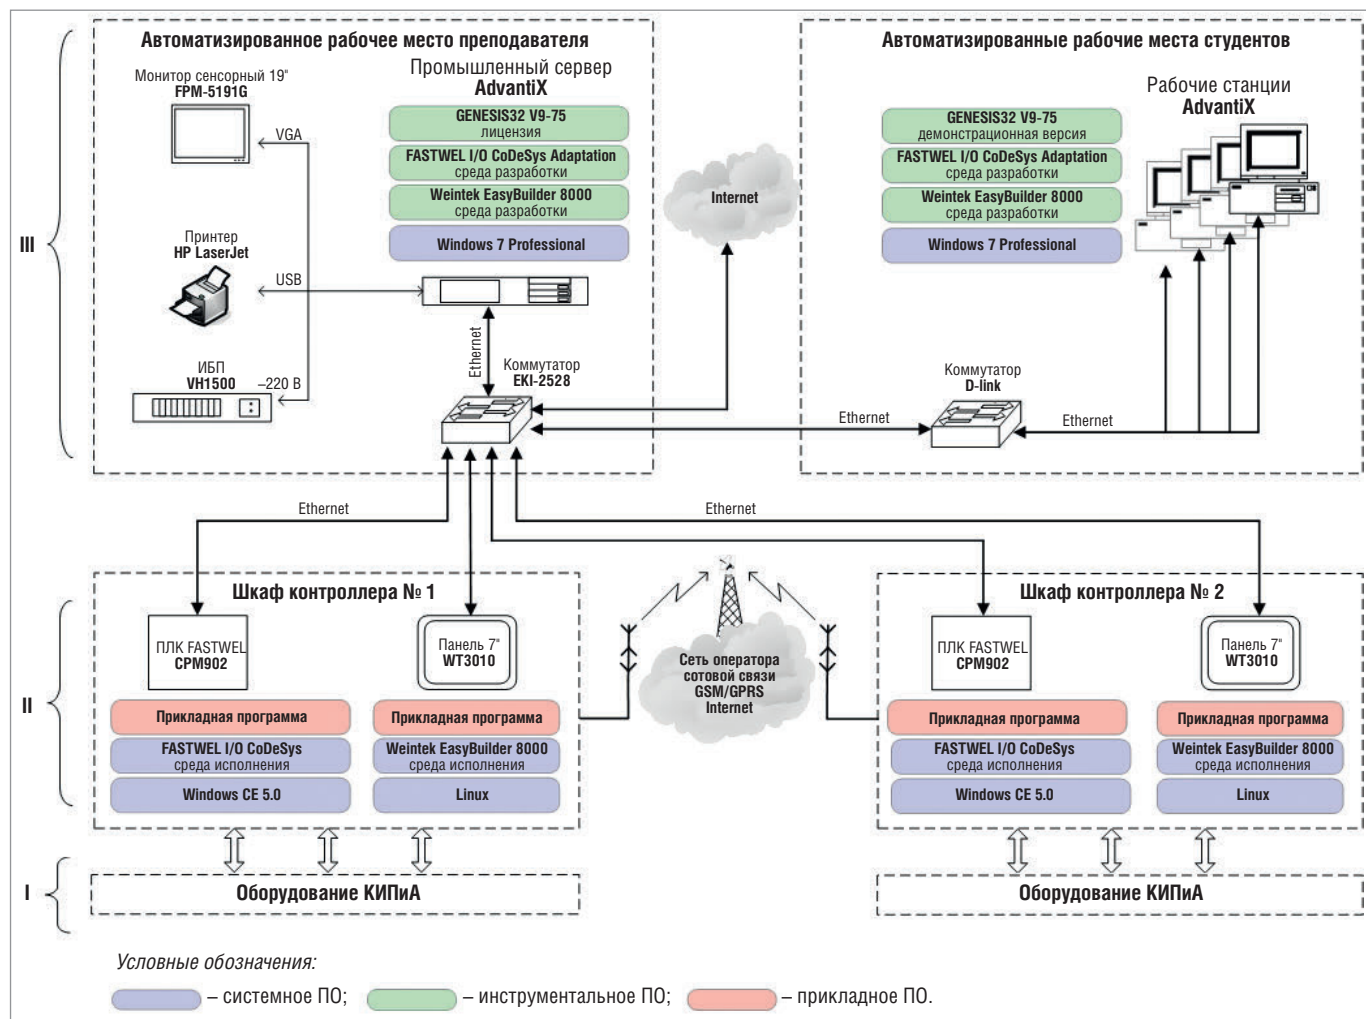 Автоматизированное рабочее место преподавателя
Монитор сенсорный 19"
FPM-5191G
VGA
Принтер
HP LaserJet
USB
ИБП
VH1500
~220 В
Промышленный сервер
AdvantiX
GENESIS32 V9-75
лицензия
FASTWEL I/O CoDeSys Adaptation
среда разработки
Weintek EasyBuilder 8000
среда разработки
Windows 7 Professional
Ethernet
Коммутатор
EKI-2528
Internet
Автоматизированные рабочие места студентов
Рабочие станции
AdvantiX
GENESIS32 V9-75
демонстрационная версия
FASTWEL I/O CoDeSys Adaptation
среда разработки
Weintek EasyBuilder 8000
среда разработки
Windows 7 Professional
Коммутатор
D-link
Ethernet
Ethernet
III
Ethernet
Ethernet
Шкаф контроллера № 1
ПЛК FASTWEL
CPM902
Панель 7"
WT3010
Прикладная программа
FASTWEL I/O CoDeSys
среда исполнения
Windows CE 5.0
Прикладная программа
Weintek EasyBuilder 8000
среда исполнения
Linux
Сеть оператора
сотовой связи
GSM/GPRS
Internet
Шкаф контроллера № 2
ПЛК FASTWEL
CPM902
Панель 7"
WT3010
Прикладная программа
FASTWEL I/O CoDeSys
среда исполнения
Windows CE 5.0
Прикладная программа
Weintek EasyBuilder 8000
среда исполнения
Linux
II
I
Оборудование КИПиА
Оборудование КИПиА
Условные обозначения:
– системное ПО;
– инструментальное ПО;
– прикладное ПО.